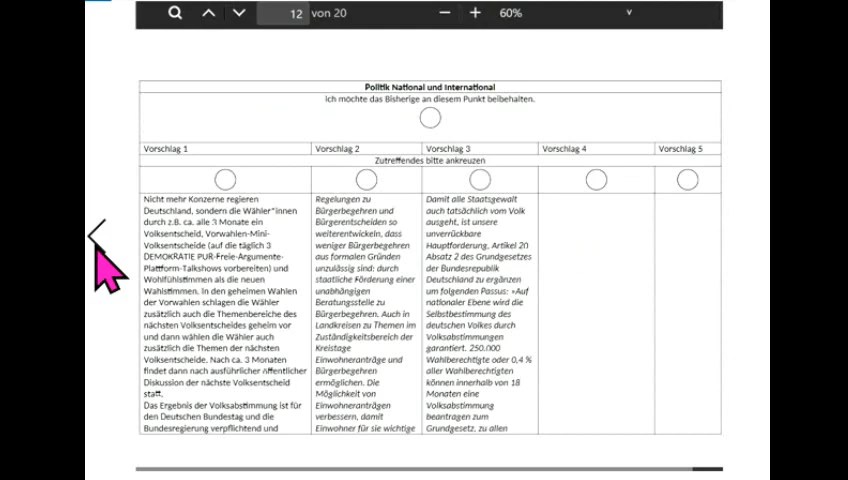 12 von 20 60%
Politik National und International
Ich möchte das Bisherige an diesem Punkt beibehalten.
Vorschlag 1 Vorschlag 2 Vorschlag 3 Vorschlag 4 Vorschlag 5
Zutreffendes bitte ankreuzen
Nicht mehr Konzerne regieren
Deutschland, sondern die Wähler*innen
durch z.B. ca. alle 3 Monate ein
Volksentscheid, Vorwahlen-Mini-
Volksentscheide (auf die täglich 3
DEMOKRATIE PUR-Freie-Argumente-
Plattform-Talkshows vorbereiten) und
Wohlfühlstimmen als die neuen
Wahlstimmen. In den geheimen Wahlen
der Vorwahlen schlagen die Wähler
zusätzlich auch die Themenbereiche des
nächsten Volksentscheides geheim vor
und dann wählen die Wähler auch
zusätzlich die Themen der nächsten
Volksentscheide. Nach ca. 3 Monaten
findet dann nach ausführlicher öffentlicher
Diskussion der nächste Volksentscheid
statt.
Das Ergebnis der Volksabstimmung ist für
den Deutschen Bundestag und die
Bundesregierung verpflichtend und
Regelungen zu
Bürgerbegehren und
Bürgerentscheiden so
weiterentwickeln, dass
weniger Bürgerbegehren
aus formalen Gründen
unzulässig sind: durch
staatliche Förderung einer
unabhängigen
Beratungsstelle zu
Bürgerbegehren. Auch in
Landkreisen zu Themen im
Zuständigkeitsbereich der
Kreistage
Einwohneranträge und
Bürgerbegehren
ermöglichen. Die
Möglichkeit von
Einwohneranträgen
verbessern, damit
Einwohner für sie wichtige
Damit alle Staatsgewalt
auch tatsächlich vom Volk
ausgeht, ist unsere
unverrückbare
Hauptforderung, Artikel 20
Absatz 2 des Grundgesetzes
der Bundesrepublik
Deutschland zu ergänzen
um folgenden Passus: «Auf
nationaler Ebene wird die
Selbstbestimmung des
deutschen Volkes durch
Volksabstimmungen
garantiert. 250.000
Wahlberechtigte oder 0,4 %
aller Wahlberechtigten
können innerhalb von 18
Monaten eine
Volksabstimmung
beantragen zum
Grundgesetz, zu allen